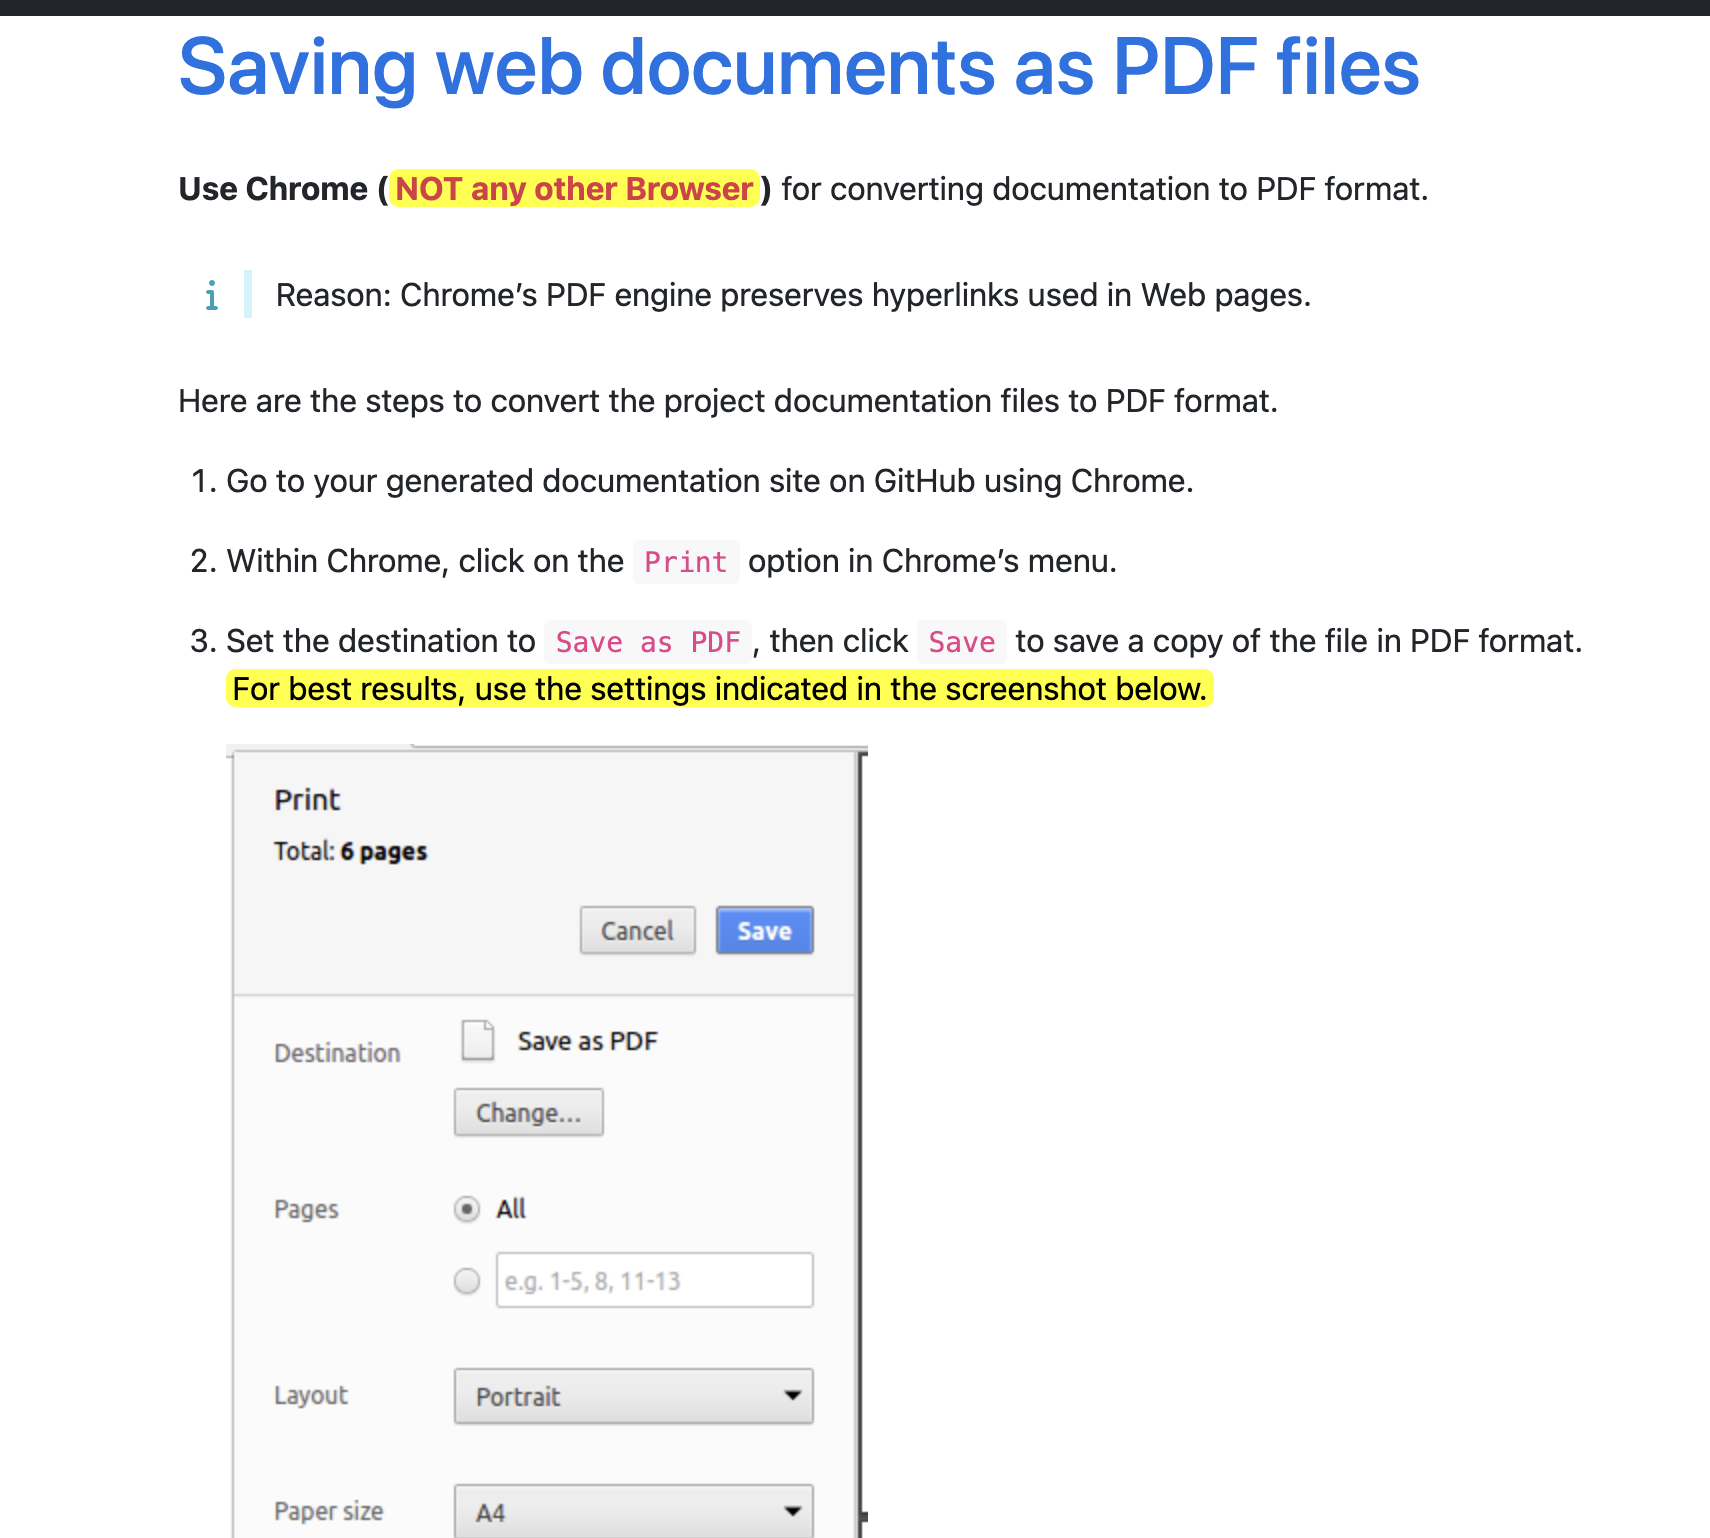 Saving web documents as PDF files
Use Chrome (NOT any other Browser) for converting documentation to PDF format.
i Reason: Chrome’s PDF engine preserves hyperlinks used in Web pages.
Here are the steps to convert the project documentation files to PDF format.
1. Go to your generated documentation site on GitHub using Chrome.
2. Within Chrome, click on the Print option in Chrome’s menu.
3. Set the destination to Save as PDF, then click Save to save a copy of the file in PDF format.
For best results, use the settings indicated in the screenshot below.
Print
Total: 6 pages
Cancel Save
Destination Save as PDF
Change...
Pages All
e.g. 1-5, 8, 11-13
Layout Portrait
Paper size A4